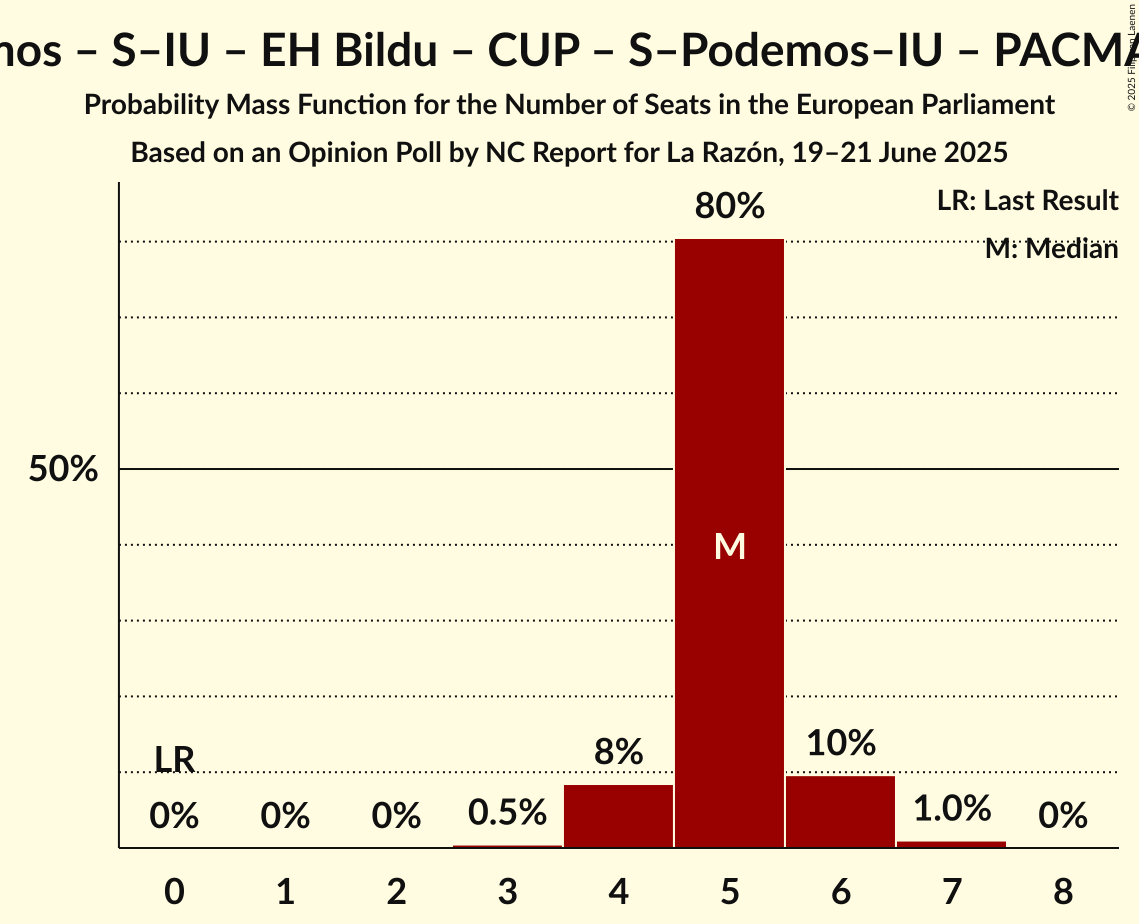 – S–IU – EH Bildu – CUP – S–Podemos–IU –
Probability Mass Function for the Number of Seats in the European Parliament
Based on an Opinion Poll by NC Report for La Razón, 19–21 June 2025
© 2025 Filip Laenen
LR: Last Result
M: Median
80%
50%
M
LR
0%
0%
0%
0.5%
8%
10%
1.0%
0%
0
1
2
3
4
5
6
7
8